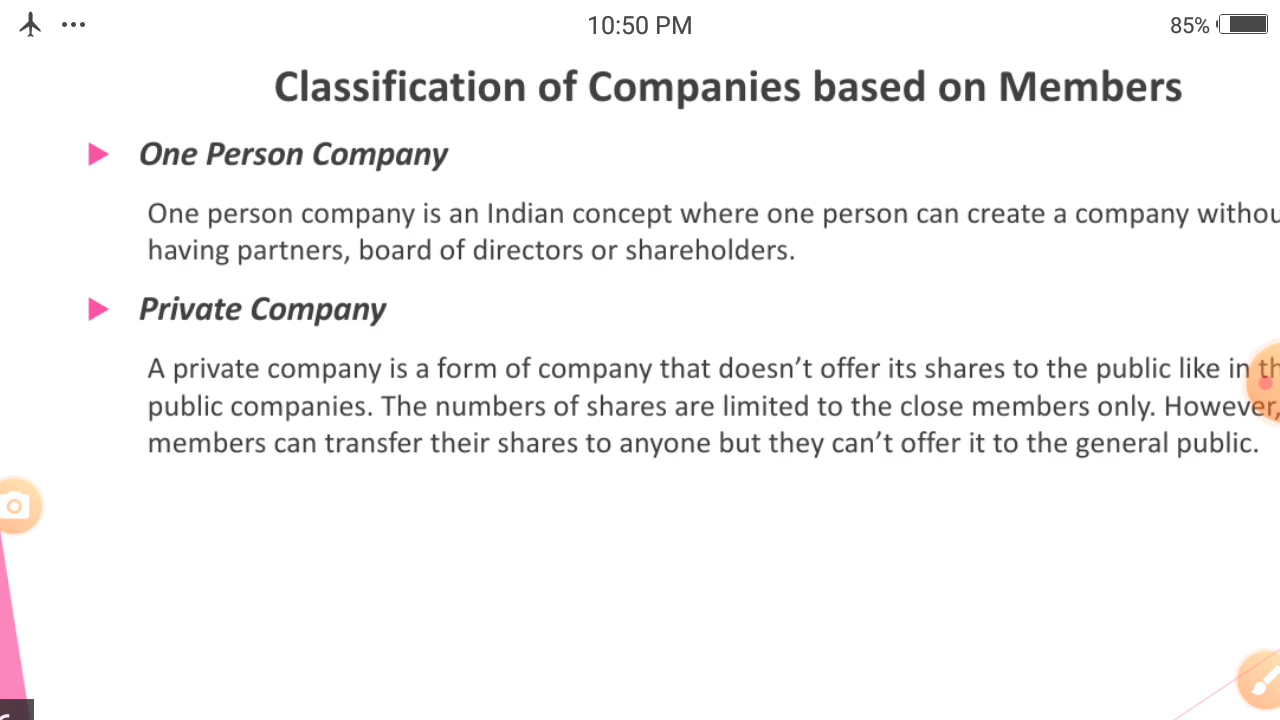 10:50 PM
85%
Classification of Companies based on Members
One Person Company
One person company is an Indian concept where one person can create a company
having partners, board of directors or shareholders.
Private Company
A private company is a form of company that doesn't offer its shares to the public like in
public companies. The numbers of shares are limited to the close members only. However,
members can transfer their shares to anyone but they can't offer it to the general public.